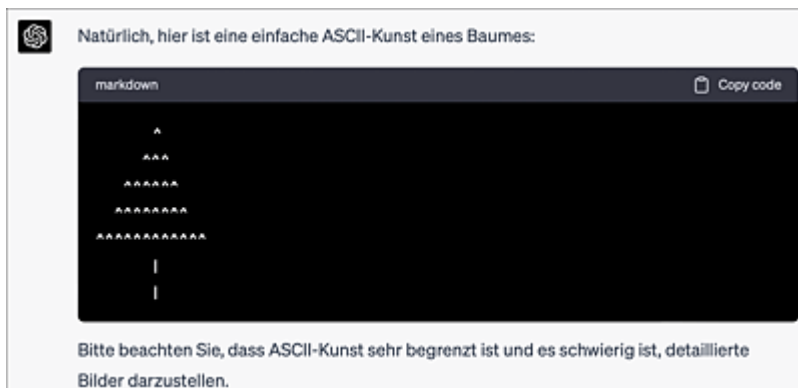 Natürlich, hier ist eine einfache ASCII-Kunst eines Baumes:
markdown Copy code
^
^^^
^^^^^^
^^^^^^^^
^^^^^^^^^^^^
|
|
Bitte beachten Sie, dass ASCII-Kunst sehr begrenzt ist und es schwierig ist, detaillierte
Bilder darzustellen.